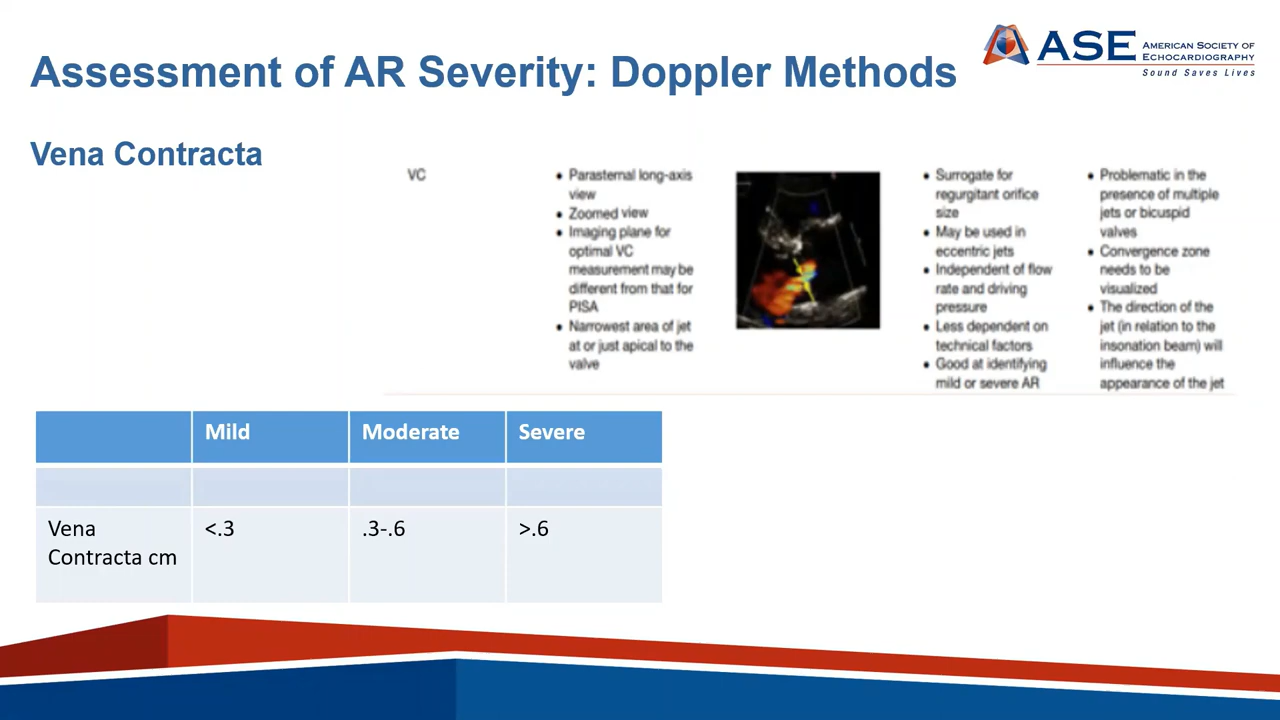 Assessment of AR Severity: Doppler Methods
ASE
AMERICAN SOCIETY OF
ECHOCARDIOGRAPHY
Sound Saves Lives
Vena Contracta
VC
• Parasternal long-axis
view
• Zoomed view
• Imaging plane for
optimal VC
measurement may be
different from that for
PISA
• Narrowest area of jet
at or just apical to the
valve
• Surrogate for
regurgitant orifice
size
• May be used in
eccentric jets
• Independent of flow
rate and driving
pressure
• Less dependent on
technical factors
• Good at identifying
mild or severe AR
• Problematic in the
presence of multiple
jets or bicuspid
valves
• Convergence zone
needs to be
visualized
• The direction of the
jet (in relation to the
insonation beam) will
influence the
appearance of the jet
Mild Moderate Severe
Vena
Contracta cm
<.3 .3-.6 >.6